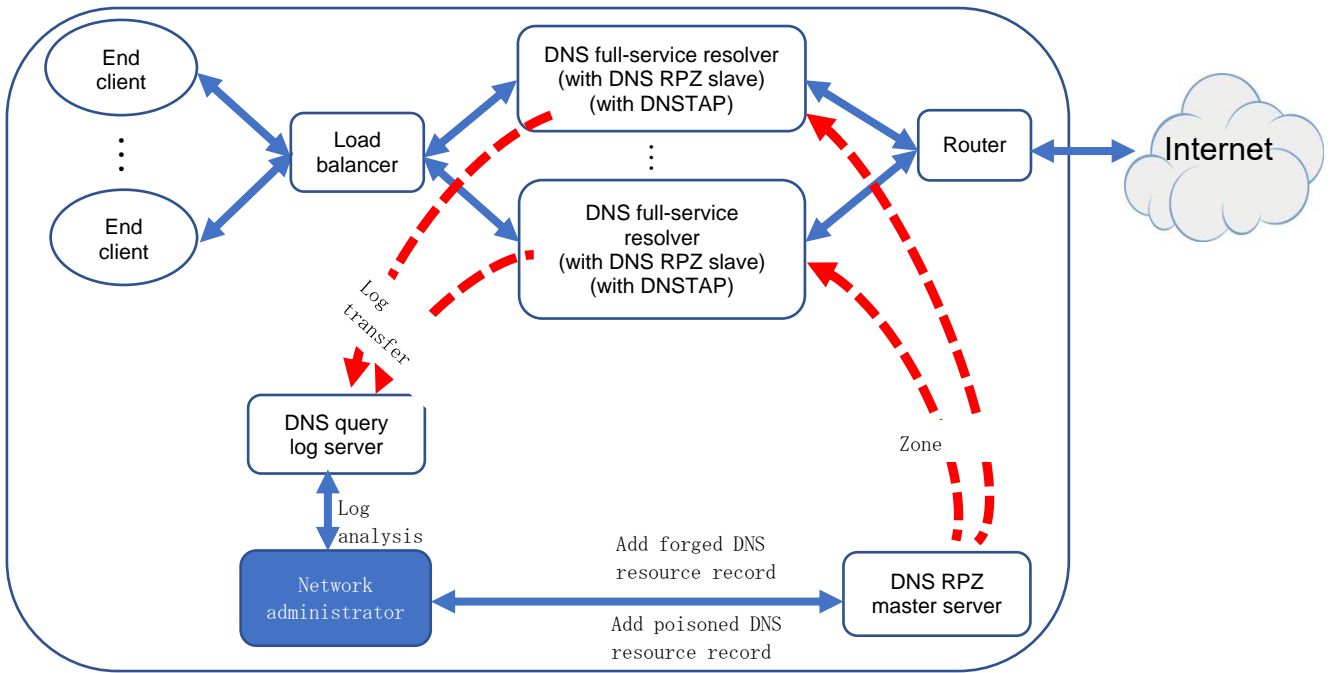 End
client
⋮
End
client
Load
balancer
DNS full-service resolver
(with DNS RPZ slave)
(with DNSTAP)
⋮
DNS full-service
resolver
(with DNS RPZ slave)
(with DNSTAP)
Router
Internet
Log
transfer
DNS query
log server
Zone
Log
analysis
Network
administrator
Add forged DNS
resource record
Add poisoned DNS
resource record
DNS RPZ
master server